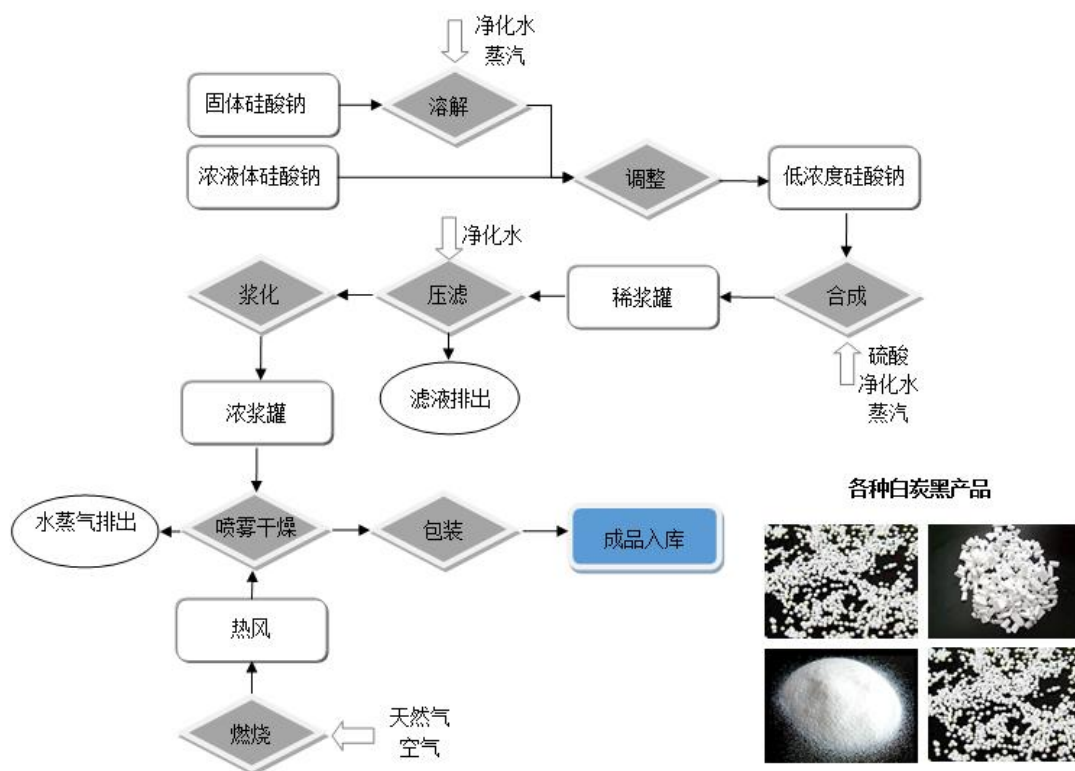 净化水
蒸汽
固体硅酸钠
溶解
浓液体硅酸钠
调整
低浓度硅酸钠
净化水
浆化
压滤
稀浆罐
合成
硫酸
净化水
蒸汽
滤液排出
浓浆罐
各种白炭黑产品
水蒸气排出
喷雾干燥
包装
成品入库
热风
燃烧
天然气
空气